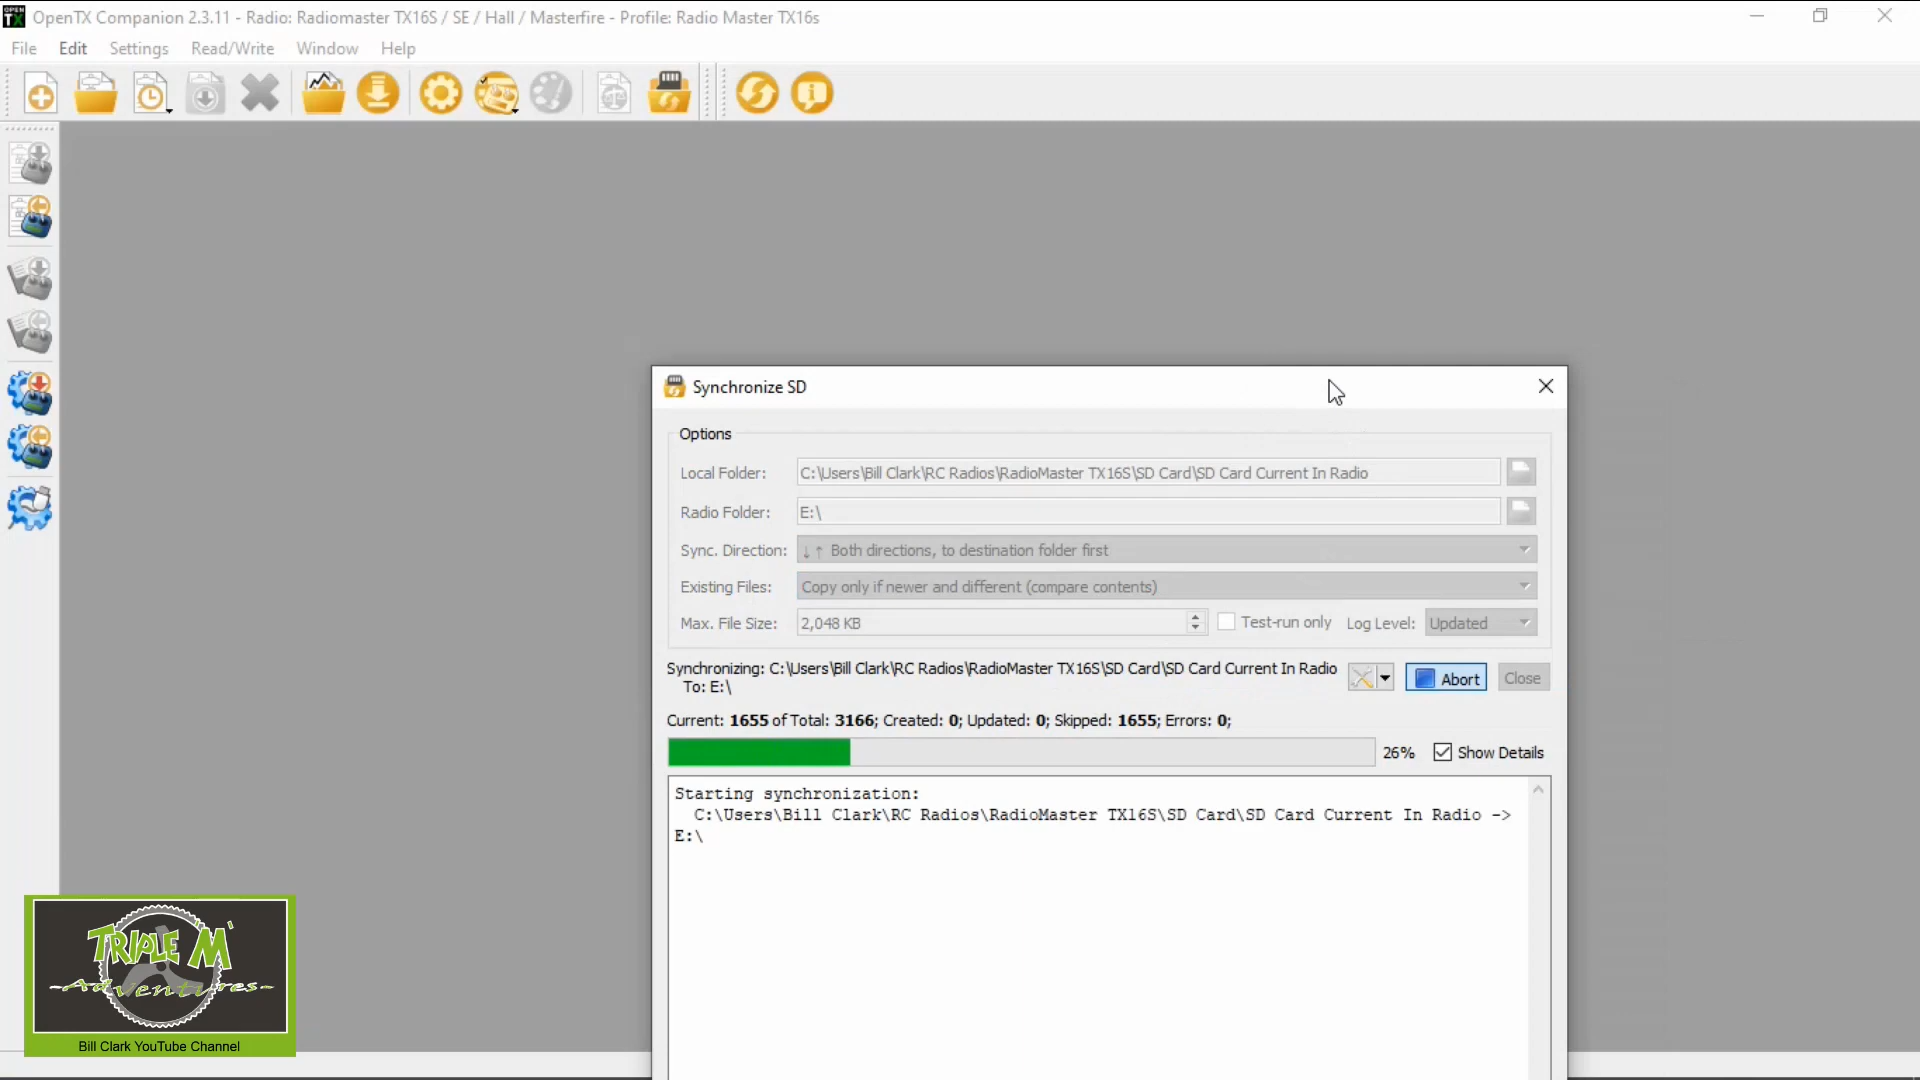 OPEN
TX
OpenTX Companion 2.3.11 - Radio: Radiomaster TX16S / SE / Hall / Masterfire - Profile: Radio Master TX16s
File Edit Settings Read/Write Window Help
Synchronize SD
Options
Local Folder: C:\Users\Bill Clark\RC Radios\RadioMaster TX16S\SD Card\SD Card Current In Radio
Radio Folder: E:\
Sync. Direction: ↓↑ Both directions, to destination folder first
Existing Files: Copy only if newer and different (compare contents)
Max. File Size: 2,048 KB Test-run only Log Level: Updated
Synchronizing: C:\Users\Bill Clark\RC Radios\RadioMaster TX16S\SD Card\SD Card Current In Radio
To: E:\
Abort Close
Current: 1655 of Total: 3166; Created: 0; Updated: 0; Skipped: 1655; Errors: 0;
26% Show Details
Starting synchronization:
C:\Users\Bill Clark\RC Radios\RadioMaster TX16S\SD Card\SD Card Current In Radio ->
E:\
TRIPLE M
-Adventures-
Bill Clark YouTube Channel